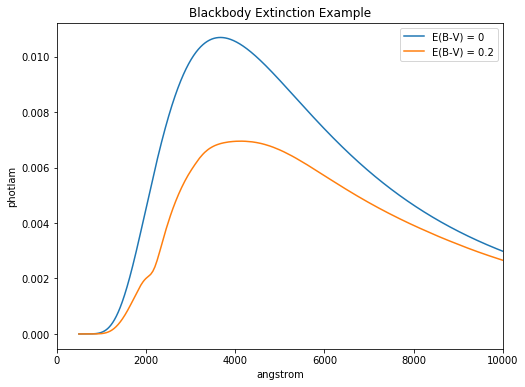 Blackbody Extinction Example
E(B-V) = 0
E(B-V) = 0.2
photlam
0.010
0.008
0.006
0.004
0.002
0.000
0
2000
4000
6000
8000
10000
angstrom